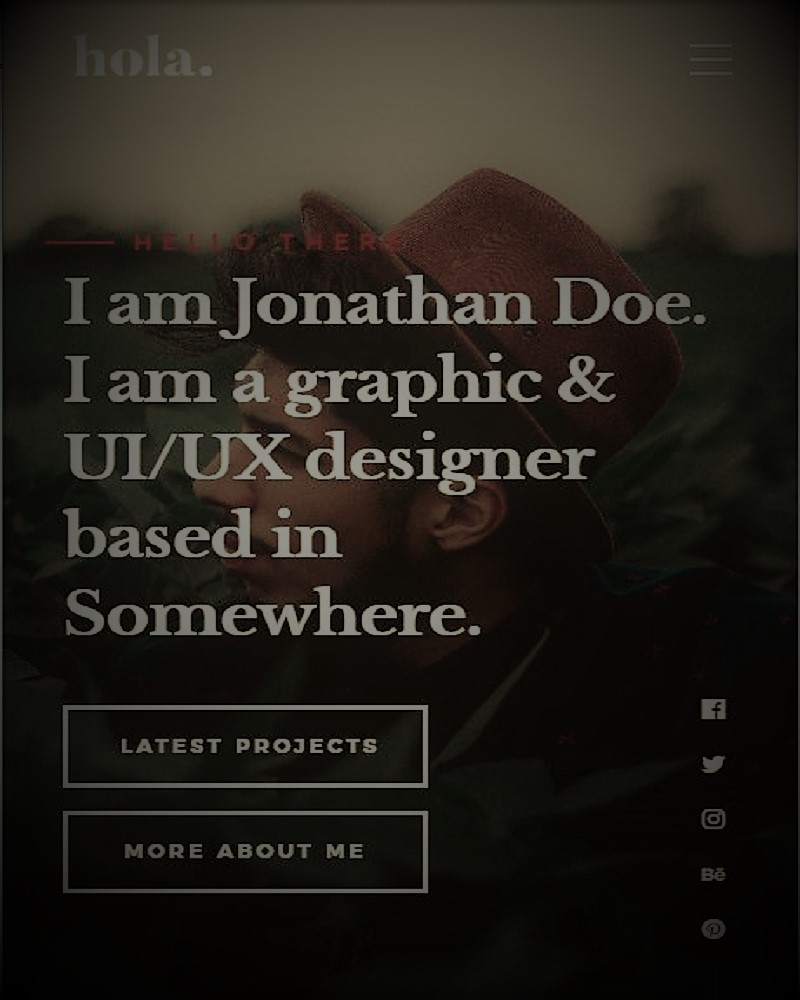 hola.
HELLO THERE
I am Jonathan Doe.
I am a graphic &
UI/UX designer
based in
Somewhere.
LATEST PROJECTS
MORE ABOUT ME
Bē